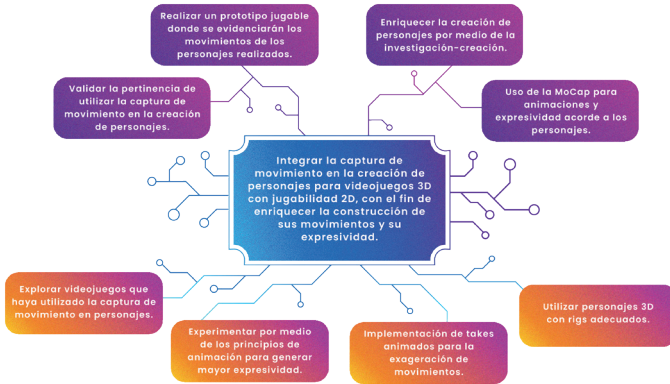 Realizar un prototipo jugable
donde se evidenciarán los
movimientos de los
personajes realizados.
Enriquecer la creación de
personajes por medio de la
investigación-creación.
Validar la pertinencia de
utilizar la captura de
movimiento en la creación
de personajes.
Uso de la MoCap para
animaciones y
expresividad acorde a los
personajes.
Integrar la captura de
movimiento en la creación de
personajes para videojuegos 3D
con jugabilidad 2D, con el fin de
enriquecer la construcción de
sus movimientos y su
expresividad.
Explorar videojuegos que
haya utilizado la captura de
movimiento en personajes.
Utilizar personajes 3D
con rigs adecuados.
Experimentar por medio
de los principios de
animación para generar
mayor expresividad.
Implementación de takes
animados para la
exageración de
movimientos.